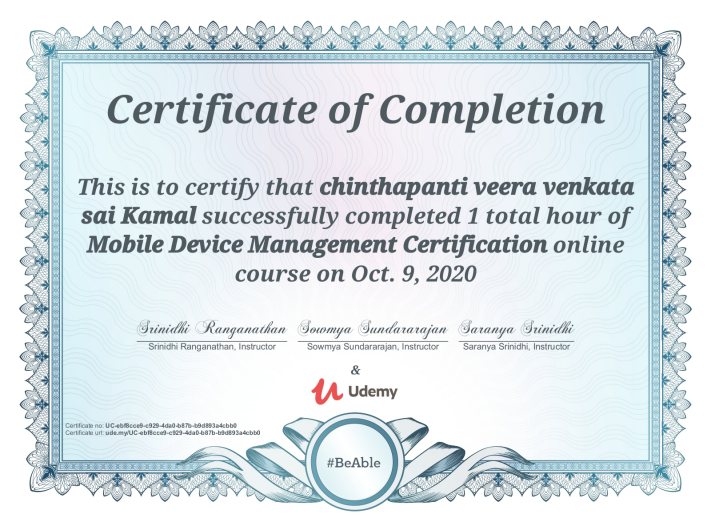 Certificate of Completion
This is to certify that chinthapanti veera venkata
sai Kamal successfully completed 1 total hour of
Mobile Device Management Certification online
course on Oct. 9, 2020
Srinidhi Ranganathan Sowmya Sundararajan Saranya Srinidhi
Srinidhi Ranganathan, Instructor Sowmya Sundararajan, Instructor Saranya Srinidhi, Instructor
&
Udemy
Certificate no: UC-ebf8cce9-c929-4da0-b87b-b9d893a4cbb0
Certificate url: ude.my/UC-ebf8cce9-c929-4da0-b87b-b9d893a4cbb0
#BeAble